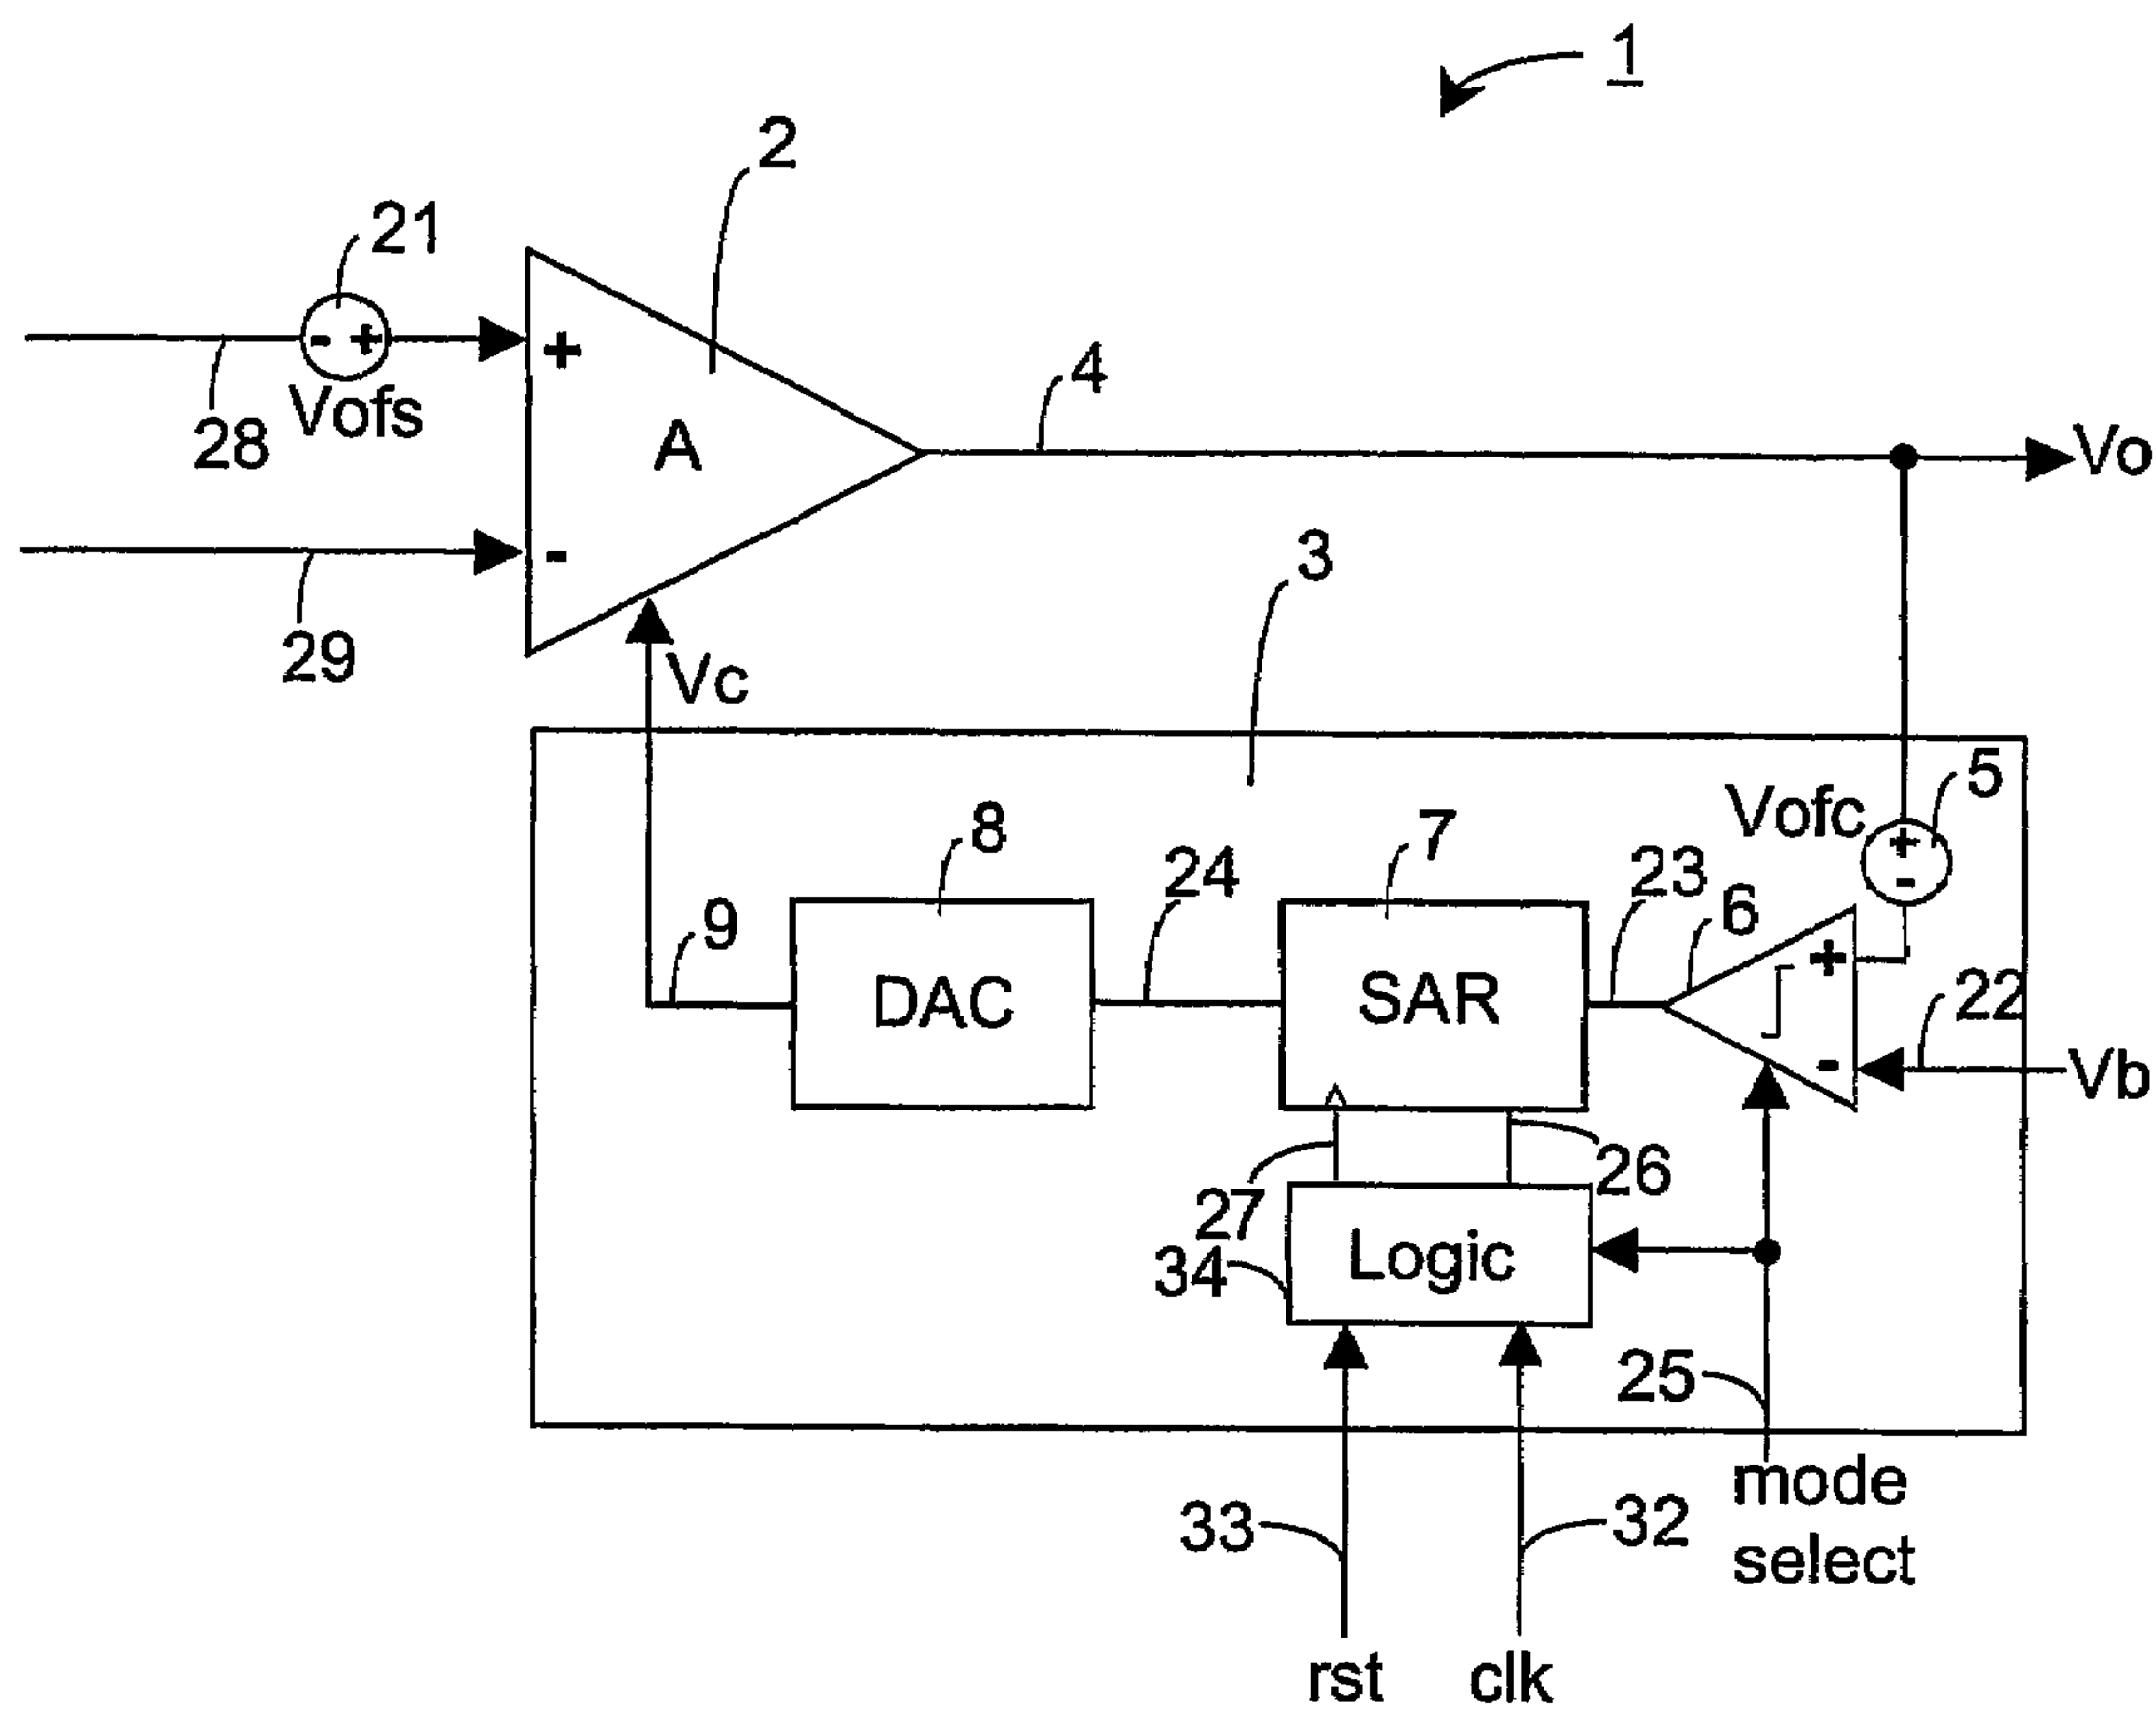 1
2
21
+
- +
4
28
Vofs
A
Vo
3
-
29
Vc
Vofc
5
+
-
8
7
24
23
6
9
DAC
SAR
+
22
-
Vb
26
27
34
Logic
25
mode
select
33
32
rst
clk